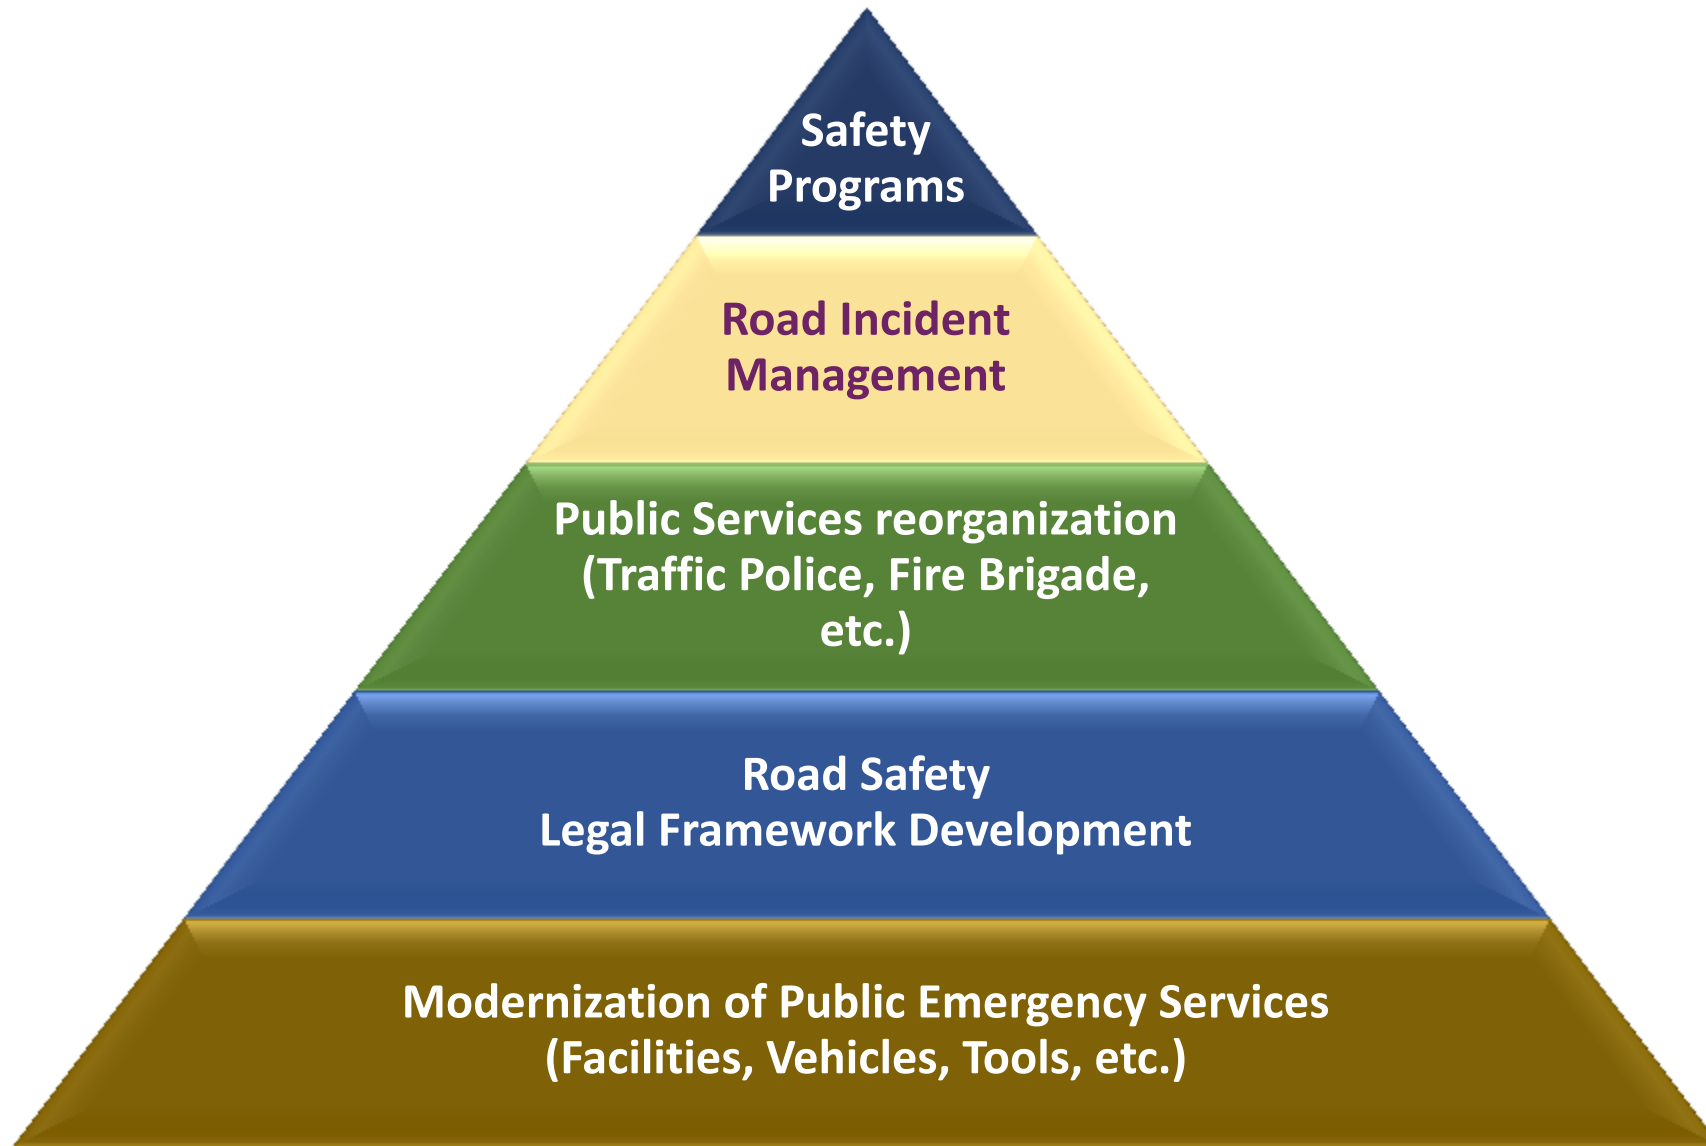 Safety
Programs
Road Incident
Management
Public Services reorganization
(Traffic Police, Fire Brigade,
etc.)
Road Safety
Legal Framework Development
Modernization of Public Emergency Services
(Facilities, Vehicles, Tools, etc.)